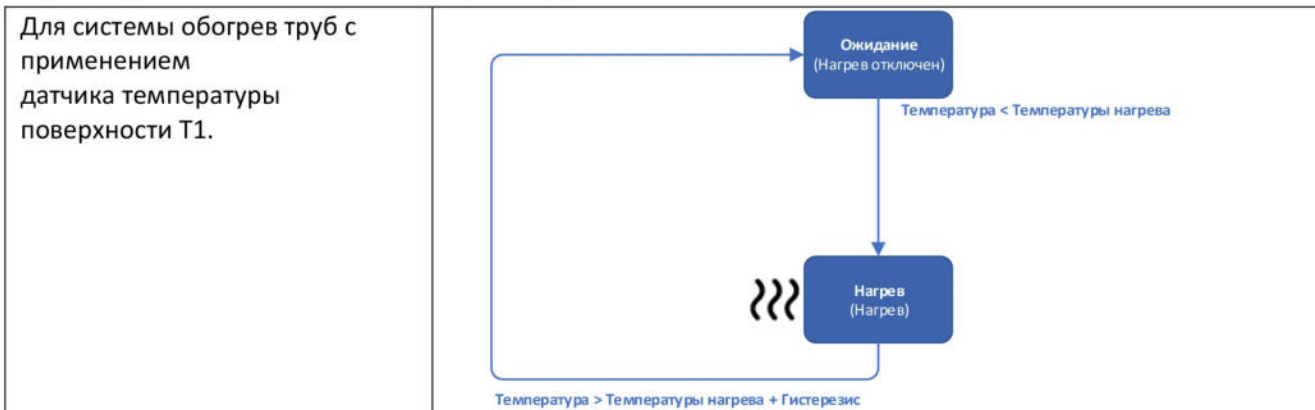 Для системы обогрев труб с
применением
датчика температуры
поверхности Т1.
Ожидание
(Нагрев отключен)
Температура < Температуры нагрева
Нагрев
(Нагрев)
Температура > Температуры нагрева + Гистерезис